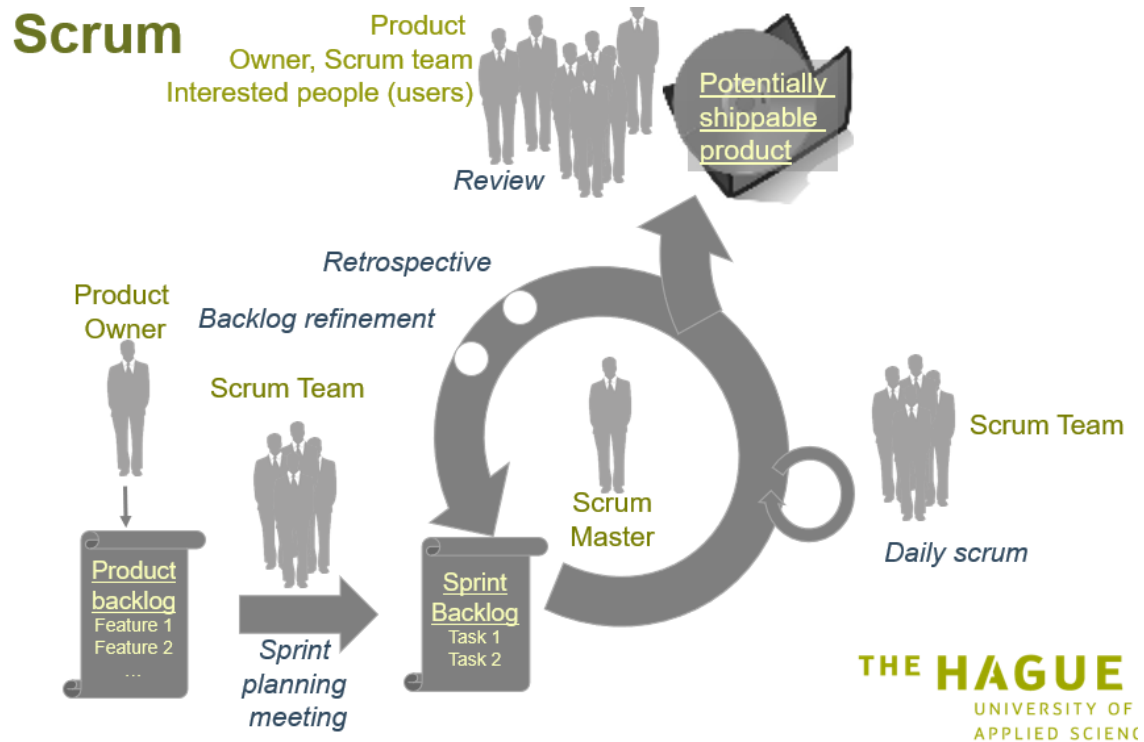 Scrum
Product
Owner, Scrum team
Interested people (users)
Review
Potentially
shippable
product
Retrospective
Backlog refinement
Product
Owner
Scrum Team
Product
backlog
Feature 1
Feature 2
...
Sprint
planning
meeting
Sprint
Backlog
Task 1
Task 2
Scrum
Master
Scrum Team
Daily scrum
THE HAGUE
UNIVERSITY OF
APPLIED SCIENC